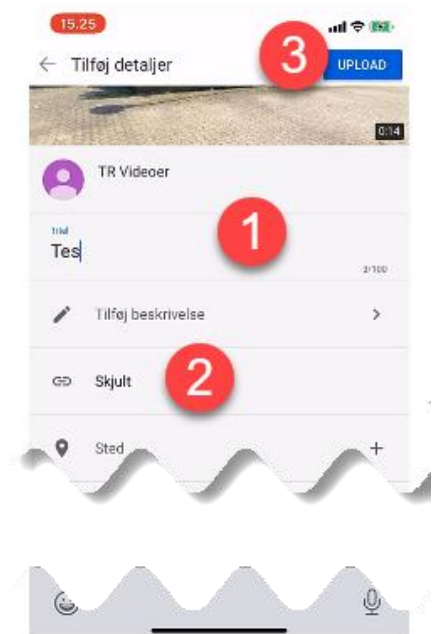 15.25
3
Tilføj detaljer
UPLOAD
0:14
TR Videoer
Titel
1
Tes
3/100
Tilføj beskrivelse
Skjult
2
Sted